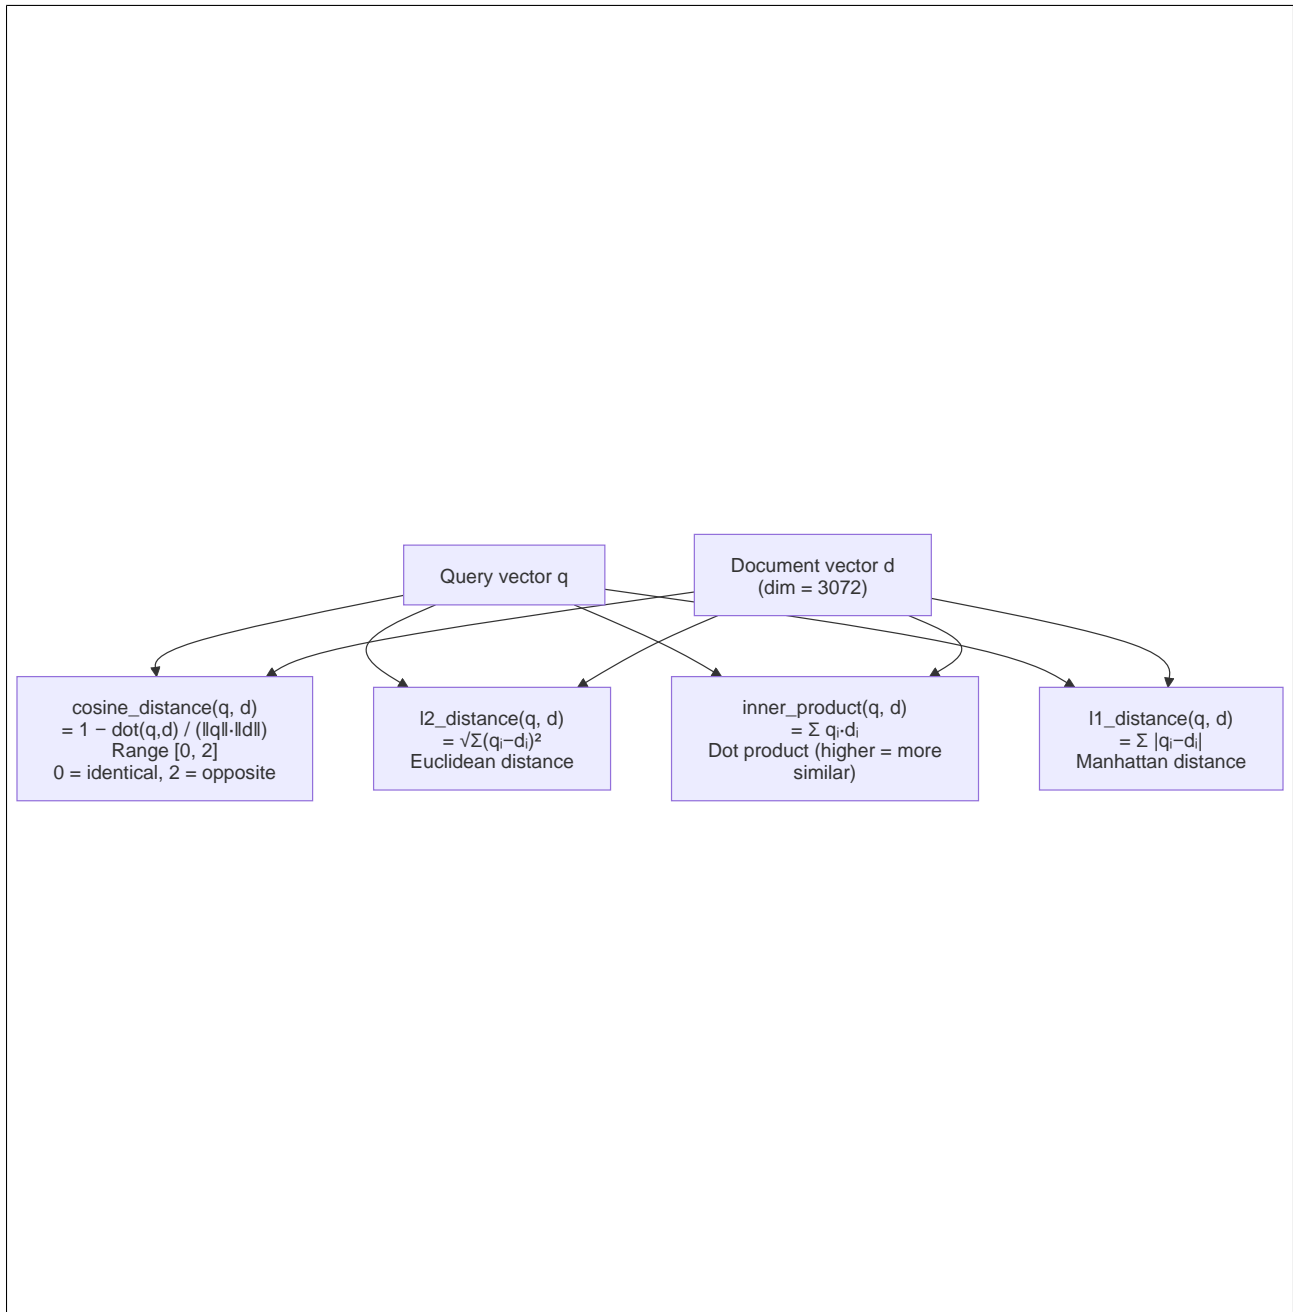 Query vector q
Document vector d
(dim = 3072)
cosine_distance(q, d)
= 1 − dot(q,d) / (‖q‖·‖d‖)
Range [0, 2]
0 = identical, 2 = opposite
l2_distance(q, d)
= √Σ(qᵢ−dᵢ)²
Euclidean distance
inner_product(q, d)
= Σ qᵢ·dᵢ
Dot product (higher = more
similar)
l1_distance(q, d)
= Σ |qᵢ−dᵢ|
Manhattan distance